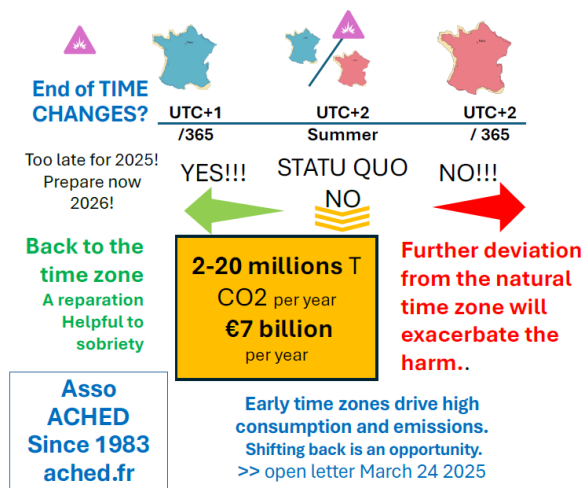 End of TIME
CHANGES?
UTC+1
/365
UTC+2
Summer
UTC+2
/ 365
Too late for 2025!
Prepare now
2026!
YES!!!
STATU QUO
NO
NO!!!
Back to the
time zone
A reparation
Helpful to
sobriety
2-20 millions T
CO2 per year
€7 billion
per year
Further deviation
from the natural
time zone will
exacerbate the
harm..
Asso
ACHED
Since 1983
ached.fr
Early time zones drive high
consumption and emissions.
Shifting back is an opportunity.
>> open letter March 24 2025